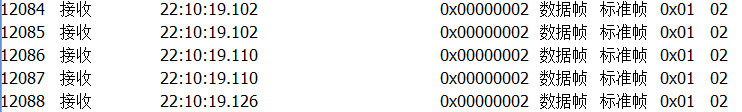 12084 接收 22:10:19.102 0x00000002 数据帧 标准帧 0x01 02
12085 接收 22:10:19.102 0x00000002 数据帧 标准帧 0x01 02
12086 接收 22:10:19.110 0x00000002 数据帧 标准帧 0x01 02
12087 接收 22:10:19.110 0x00000002 数据帧 标准帧 0x01 02
12088 接收 22:10:19.126 0x00000002 数据帧 标准帧 0x01 02